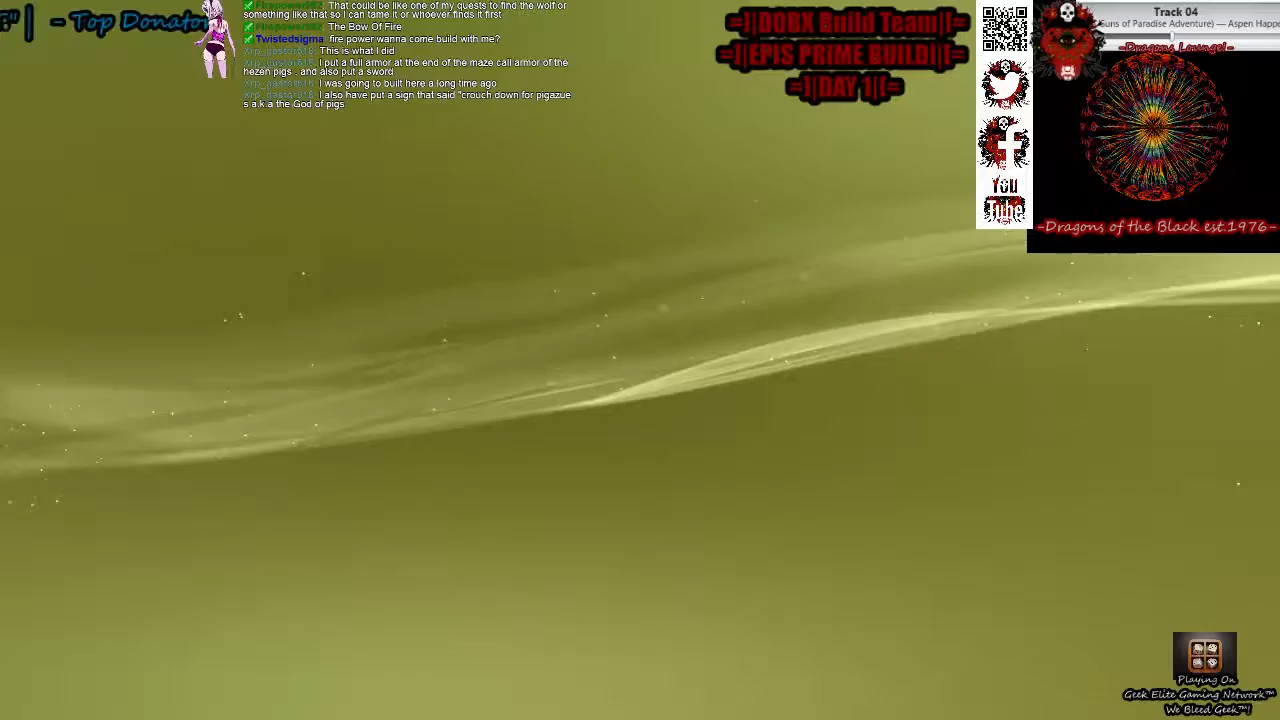 ." | - Top Donator
Firepower682: That could be like one of my quests to find the wolf or
something like that I can name it or whoever finds it first
Firepower682: The Bow Of Fire
Twistedsigma: fire power wanna come build with me?
This is what I did
I put a full armor at the end of the maze name armor of the
hezen pigs . and also put a sword
I was going to built here a long time ago
I also have put a sign that said "crouch down for pigazue
s a.k a the God of pigs
=]|DOBX Build Team|[=
=]|EPIS PRIME BUILD|[=
=]|DAY 1|[=
Track 04
Suns of Paradise Adventure) — Aspen Happe
-Dragons Lounge!-
You
Tube
-Dragons of the Black est.1976-
Playing On
Geek Elite Gaming Network™
We Bleed Geek™!